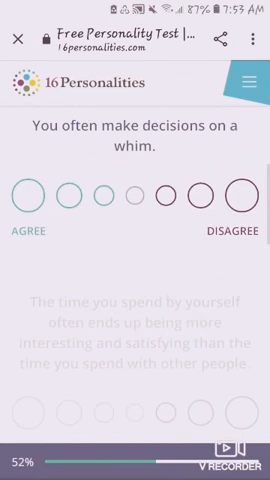 7:53 AM
87%
Free Personality Test |...
16personalities.com
16 Personalities
You often make decisions on a
whim.
AGREE
DISAGREE
The time you spend by yourself
often ends up being more
interesting and satisfying than the
time you spend with other people.
52%
V RECORDER